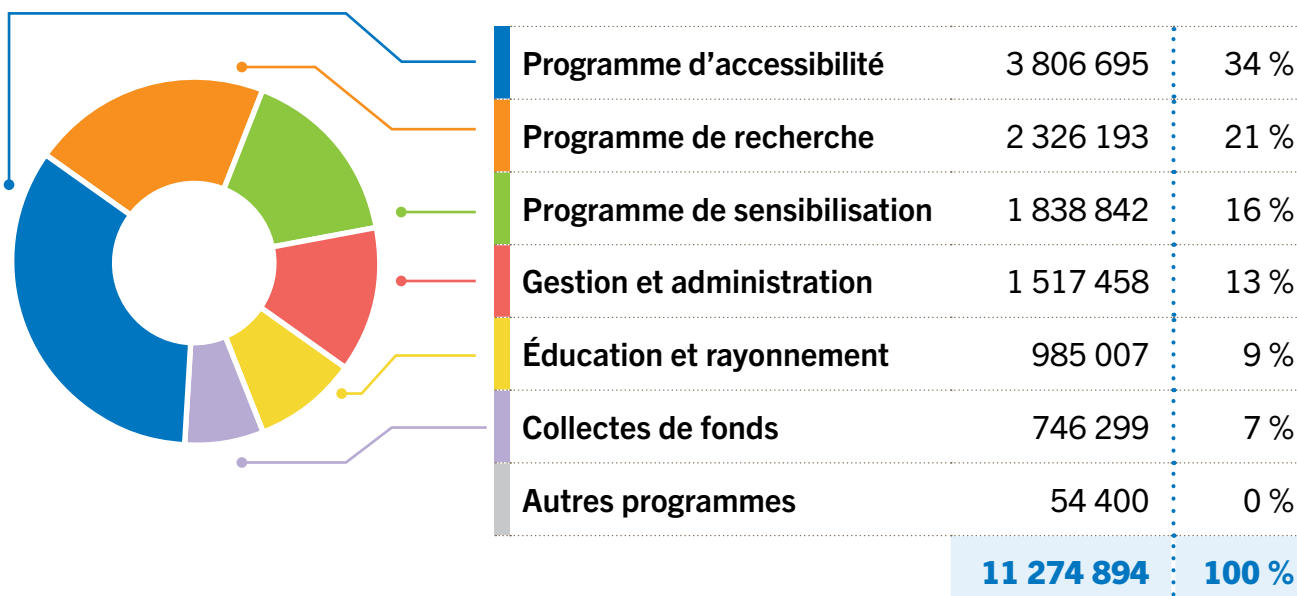 Programme d’accessibilité 3 806 695 34 %
Programme de recherche 2 326 193 21 %
Programme de sensibilisation 1 838 842 16 %
Gestion et administration 1 517 458 13 %
Éducation et rayonnement 985 007 9 %
Collectes de fonds 746 299 7 %
Autres programmes 54 400 0 %
11 274 894 100 %